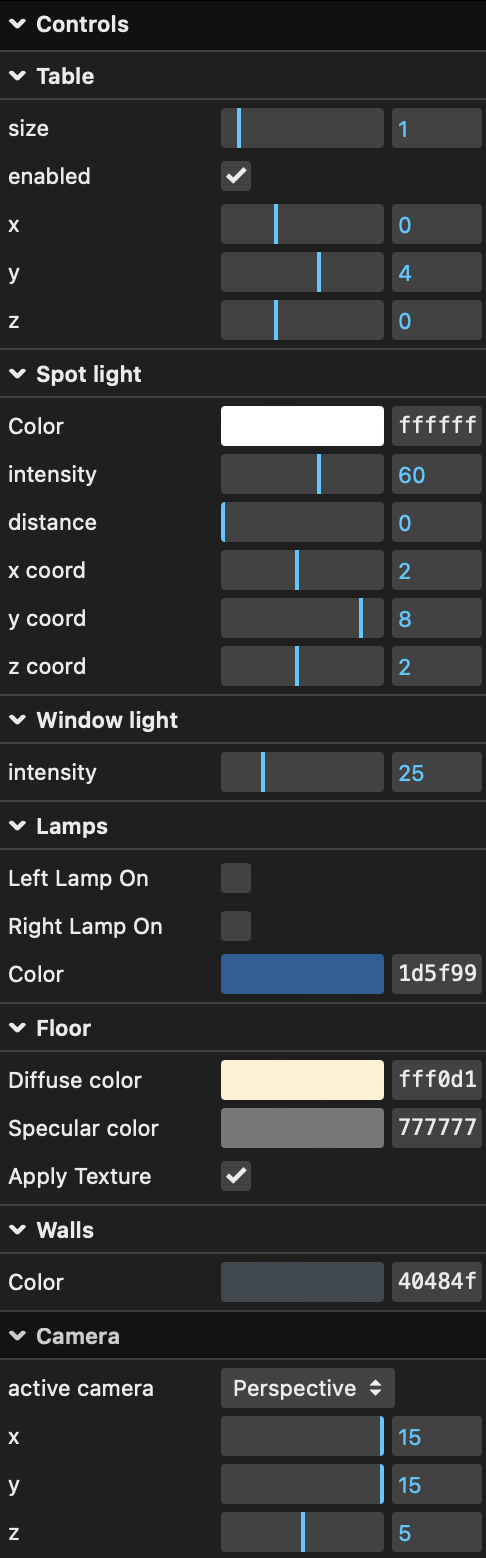 Controls
Table
size 1
enabled
x 0
y 4
z 0
Spot light
Color ffffff
intensity 60
distance 0
x coord 2
y coord 8
z coord 2
Window light
intensity 25
Lamps
Left Lamp On
Right Lamp On
Color 1d5f99
Floor
Diffuse color fff0d1
Specular color 777777
Apply Texture
Walls
Color 40484f
Camera
active camera Perspective
x 15
y 15
z 5